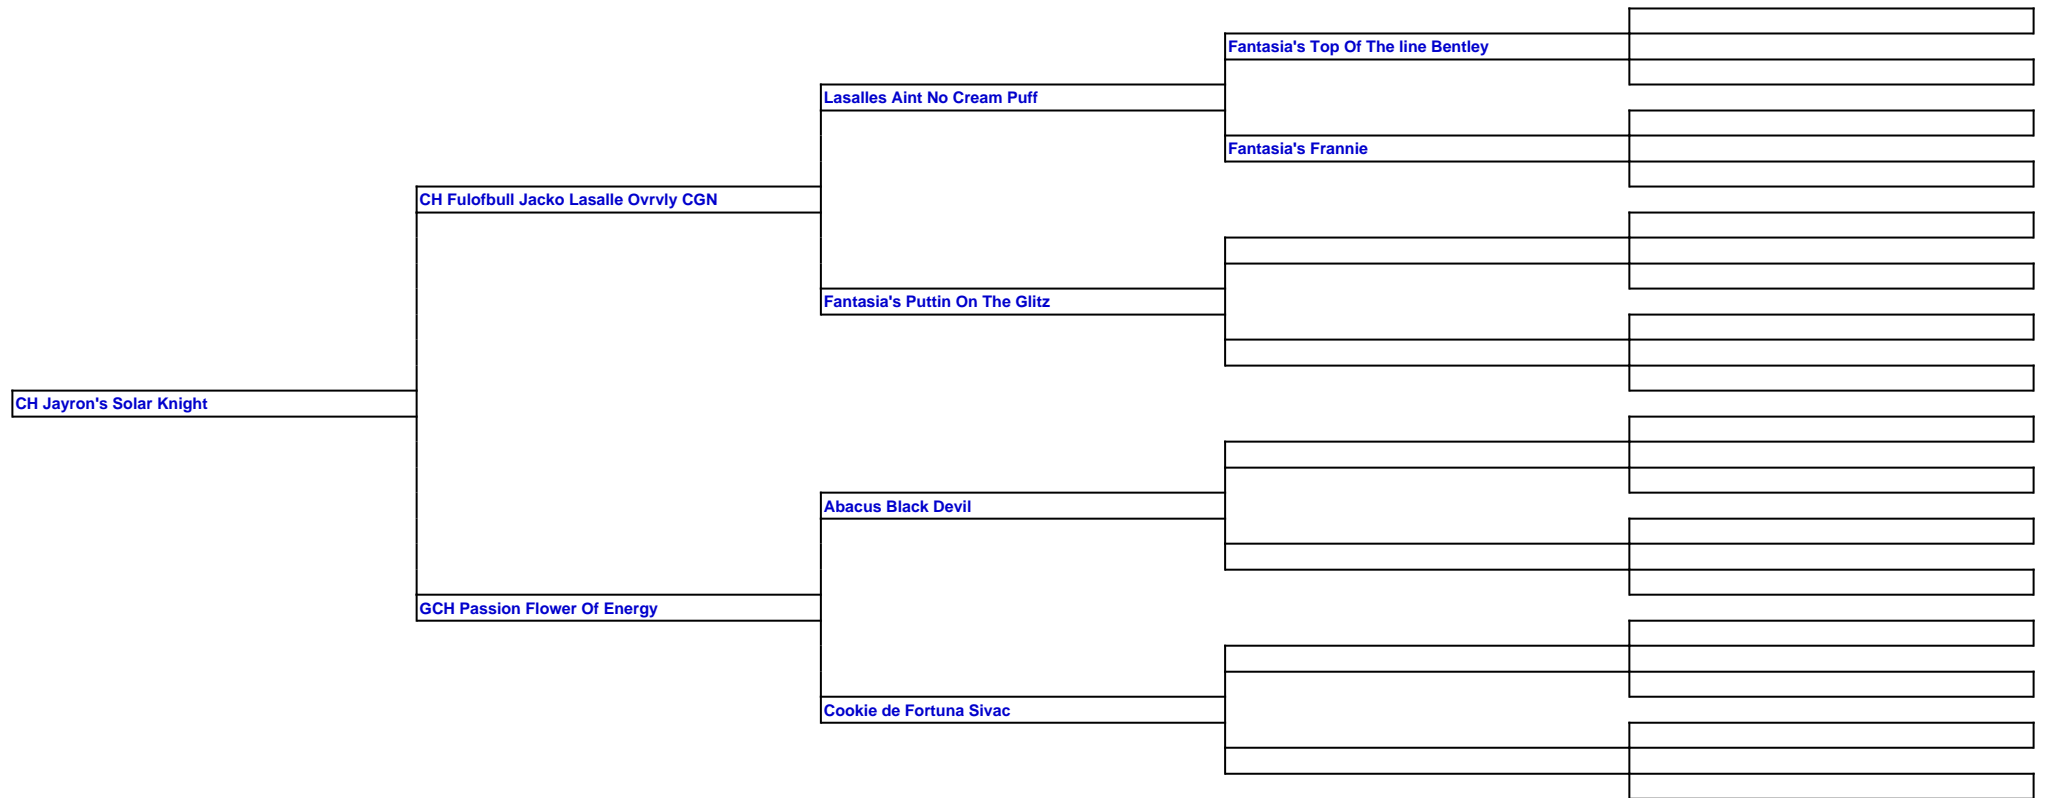 Fantasia's Top Of The line Bentley
Lasalles Aint No Cream Puff
Fantasia's Frannie
CH Fulofbull Jacko Lasalle Ovrvly CGN
Fantasia's Puttin On The Glitz
CH Jayron's Solar Knight
Abacus Black Devil
GCH Passion Flower Of Energy
Cookie de Fortuna Sivac